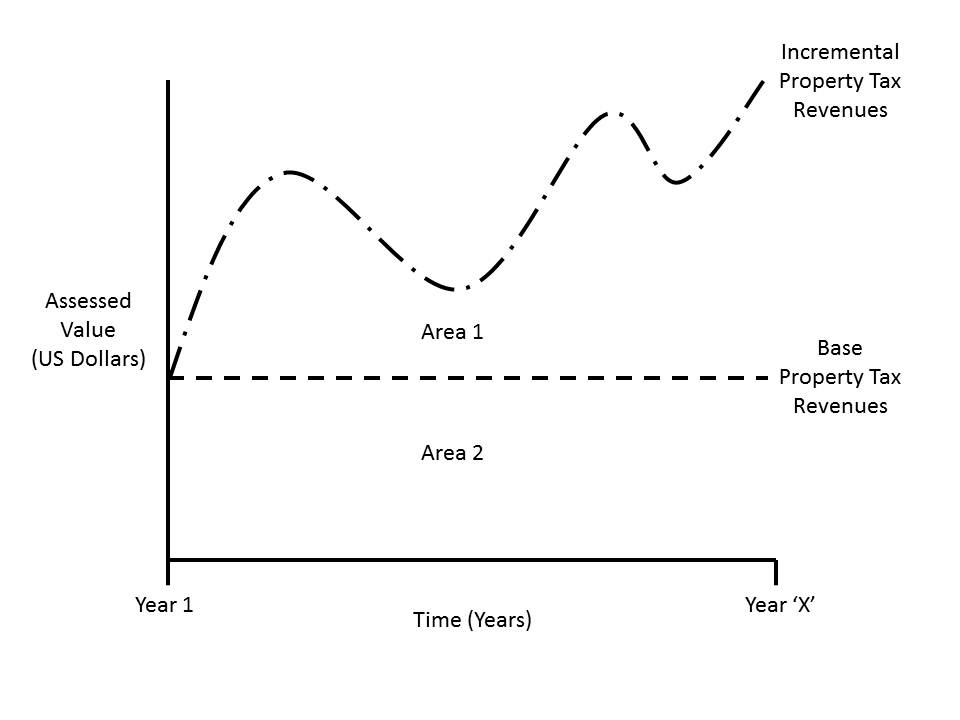 Incremental
Property Tax
Revenues
Assessed
Value
(US Dollars)
Area 1
Base
Property Tax
Revenues
Area 2
Year 1
Time (Years)
Year ‘X’